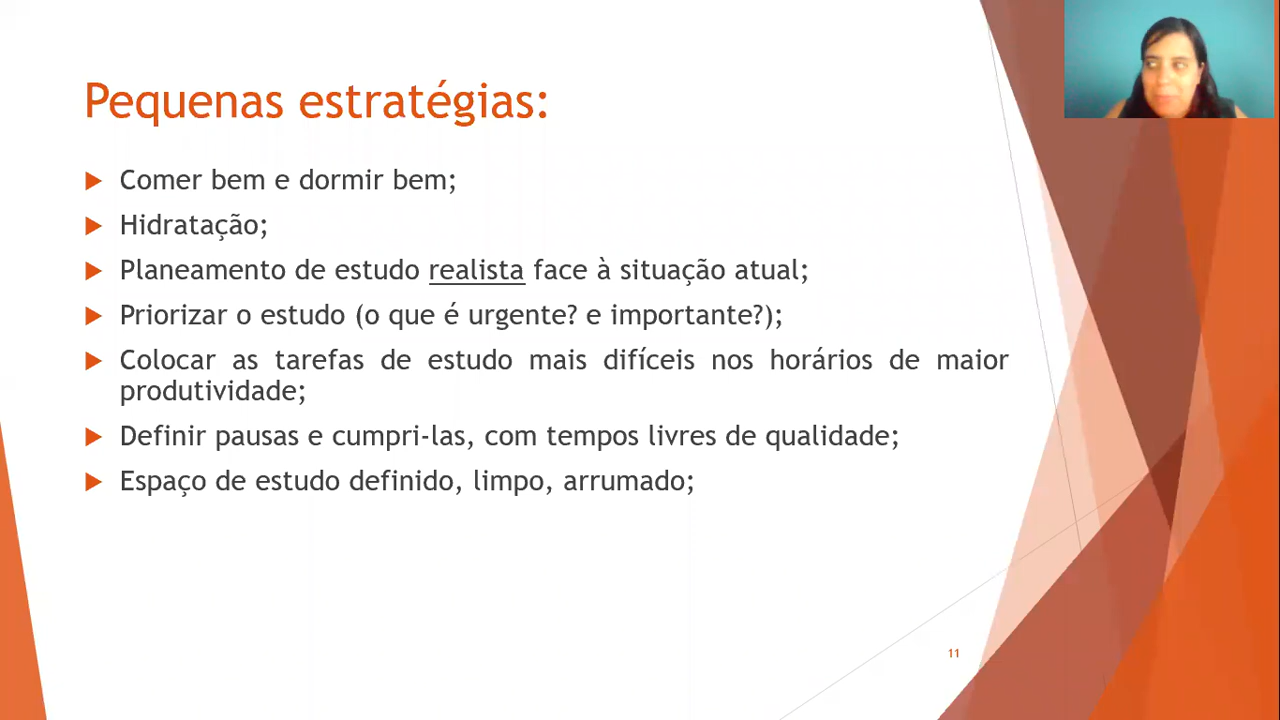 Pequenas estratégias:
Comer bem e dormir bem;
Hidratação;
Planeamento de estudo realista face à situação atual;
Priorizar o estudo (o que é urgente? e importante?);
Colocar as tarefas de estudo mais difíceis nos horários de maior
produtividade;
Definir pausas e cumpri-las, com tempos livres de qualidade;
Espaço de estudo definido, limpo, arrumado;
11